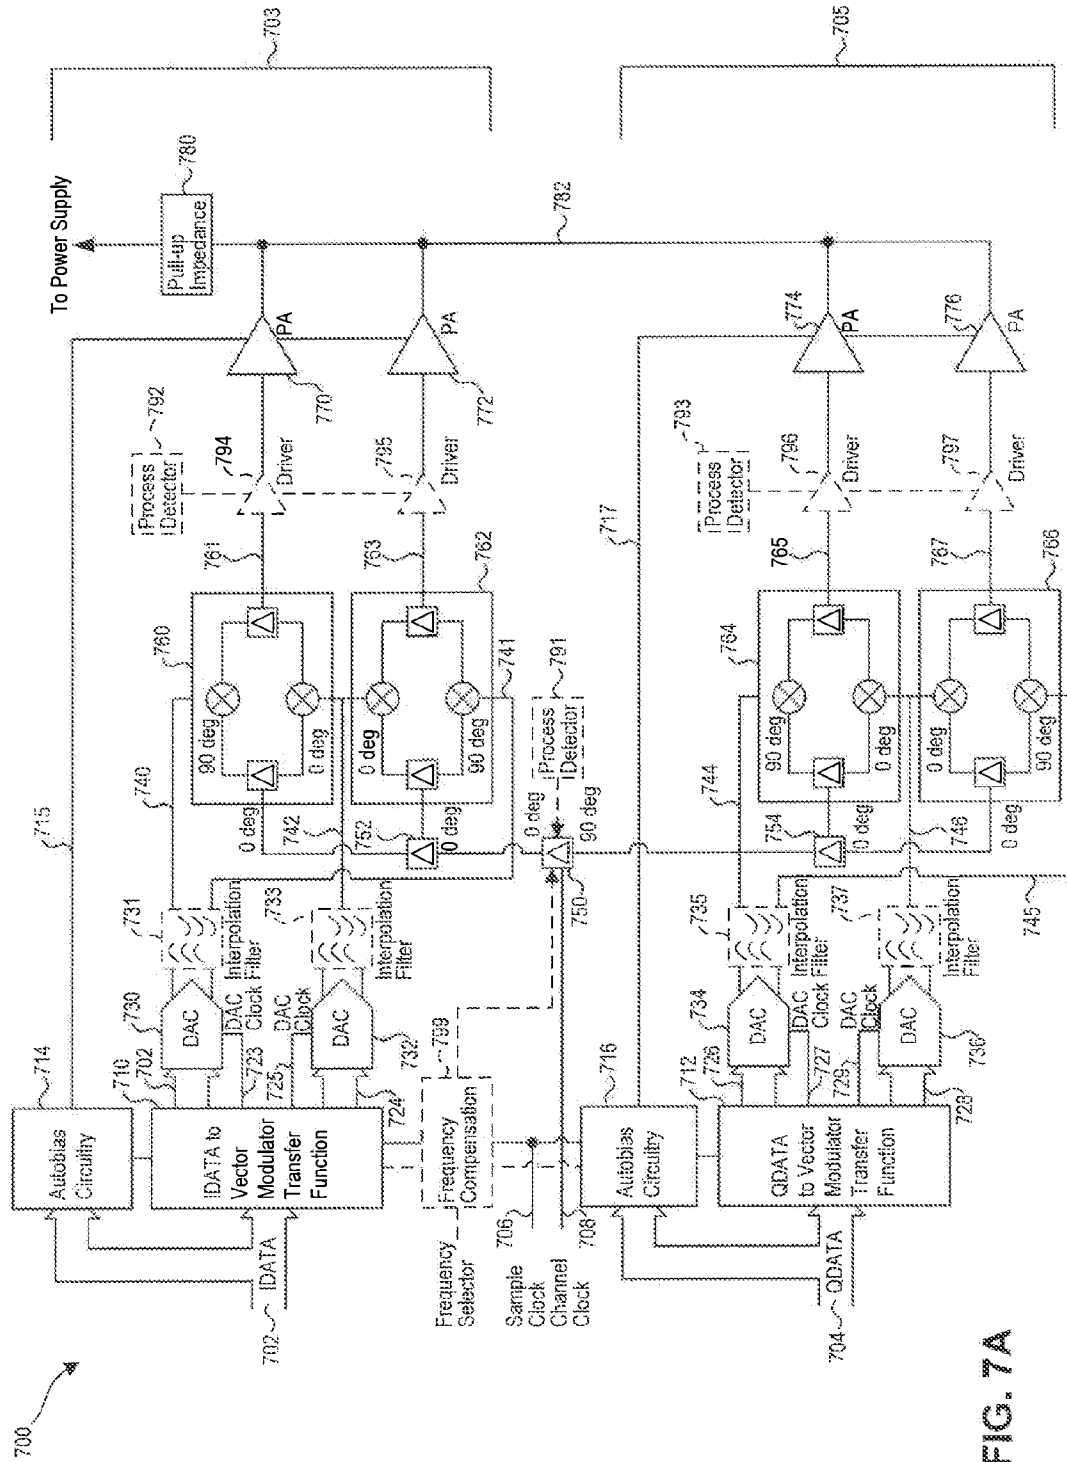 700
702 IDATA
Autobias
Circuitry
714
715
IDATA to
Vector
Modulator
Transfer
Function
710
702
723
725
724
730
DAC
DAC
Clock
731
Interpolation
Filter
DAC
Clock
DAC
732
733
Interpolation
Filter
740
742
741
760
90 deg
0 deg
0 deg
752
0 deg
0 deg
90 deg
762
761
763
Process
Detector
792
794
Driver
795
Driver
770
PA
772
PA
To Power Supply
Pull-up
Impedance
780
782
703
Frequency
Selector
Frequency
Compensation
799
Sample
Clock
706
Channel
Clock
708
750
0 deg
90 deg
Process
Detector
791
704 QDATA
Autobias
Circuitry
716
717
QDATA
to Vector
Modulator
Transfer
Function
712
726
727
729
728
734
DAC
DAC
Clock
735
Interpolation
Filter
DAC
Clock
DAC
736
737
Interpolation
Filter
744
746
745
754
764
90 deg
0 deg
0 deg
0 deg
0 deg
90 deg
766
765
767
Process
Detector
793
796
Driver
797
Driver
774
PA
776
PA
705
FIG. 7A